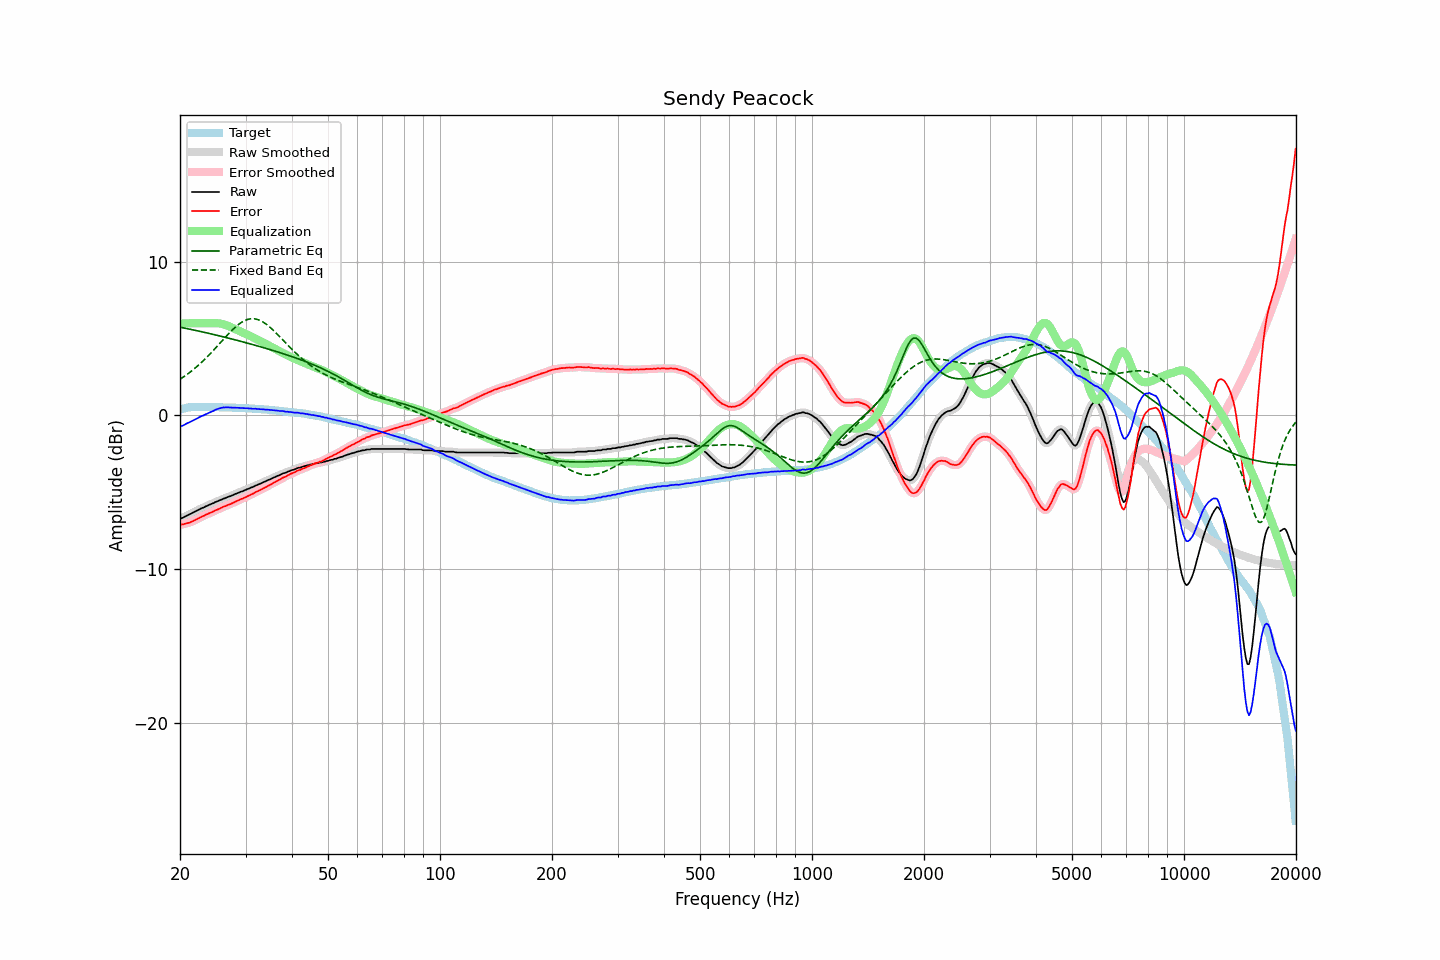 Sendy Peacock
Target
Raw Smoothed
Error Smoothed
Raw
Error
Equalization
Parametric Eq
Fixed Band Eq
Equalized
10
0
−10
−20
Amplitude (dBr)
20 50 100 200 500 1000 2000 5000 10000 20000
Frequency (Hz)